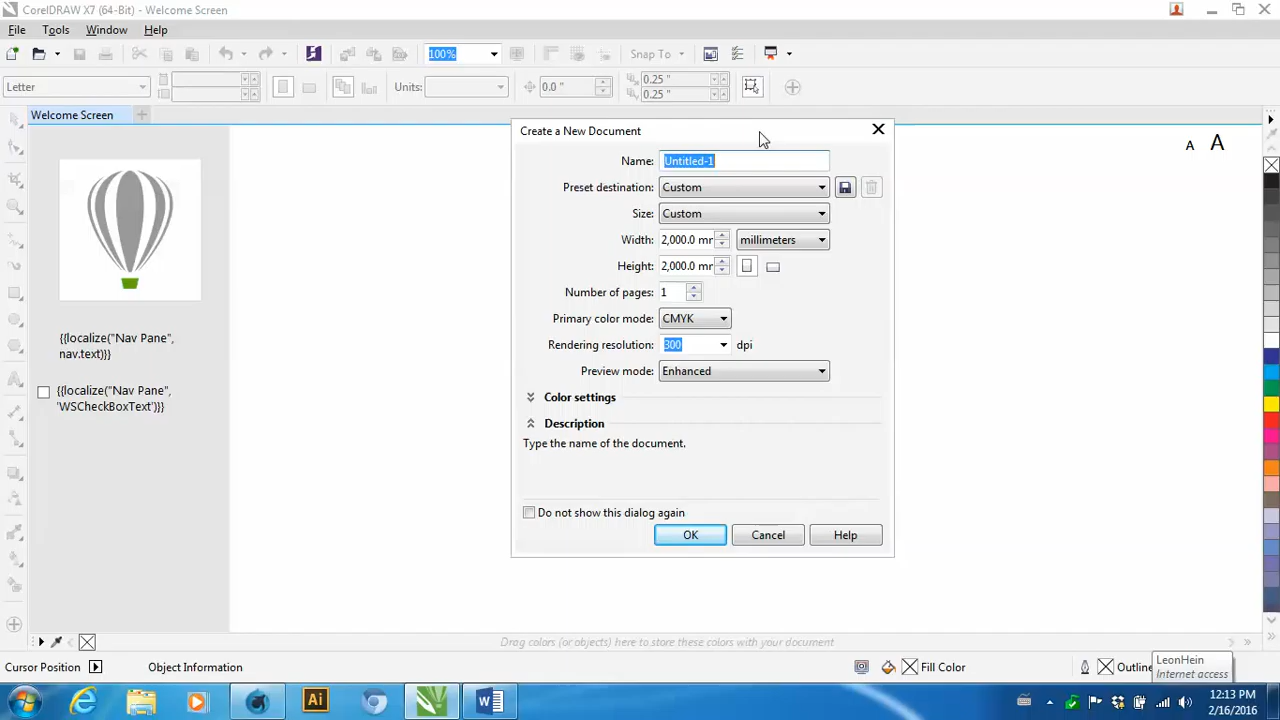 CorelDRAW X7 (64-Bit) - Welcome Screen
File Tools Window Help
100% Snap To
Letter Units: 0.0 " 0.25 "
0.25 "
Welcome Screen
A A
{{localize("Nav Pane",
nav.text)}}
{{localize("Nav Pane",
'WSCheckBoxText')}}
Create a New Document
Name: Untitled-1
Preset destination: Custom
Size: Custom
Width: 2,000.0 mm millimeters
Height: 2,000.0 mm
Number of pages: 1
Primary color mode: CMYK
Rendering resolution: 300 dpi
Preview mode: Enhanced
Color settings
Description
Type the name of the document.
Do not show this dialog again
OK Cancel Help
Drag colors (or objects) here to store these colors with your document
Cursor Position Object Information Fill Color Outline
LeonHein
Internet access
Ai W
12:13 PM
2/16/2016